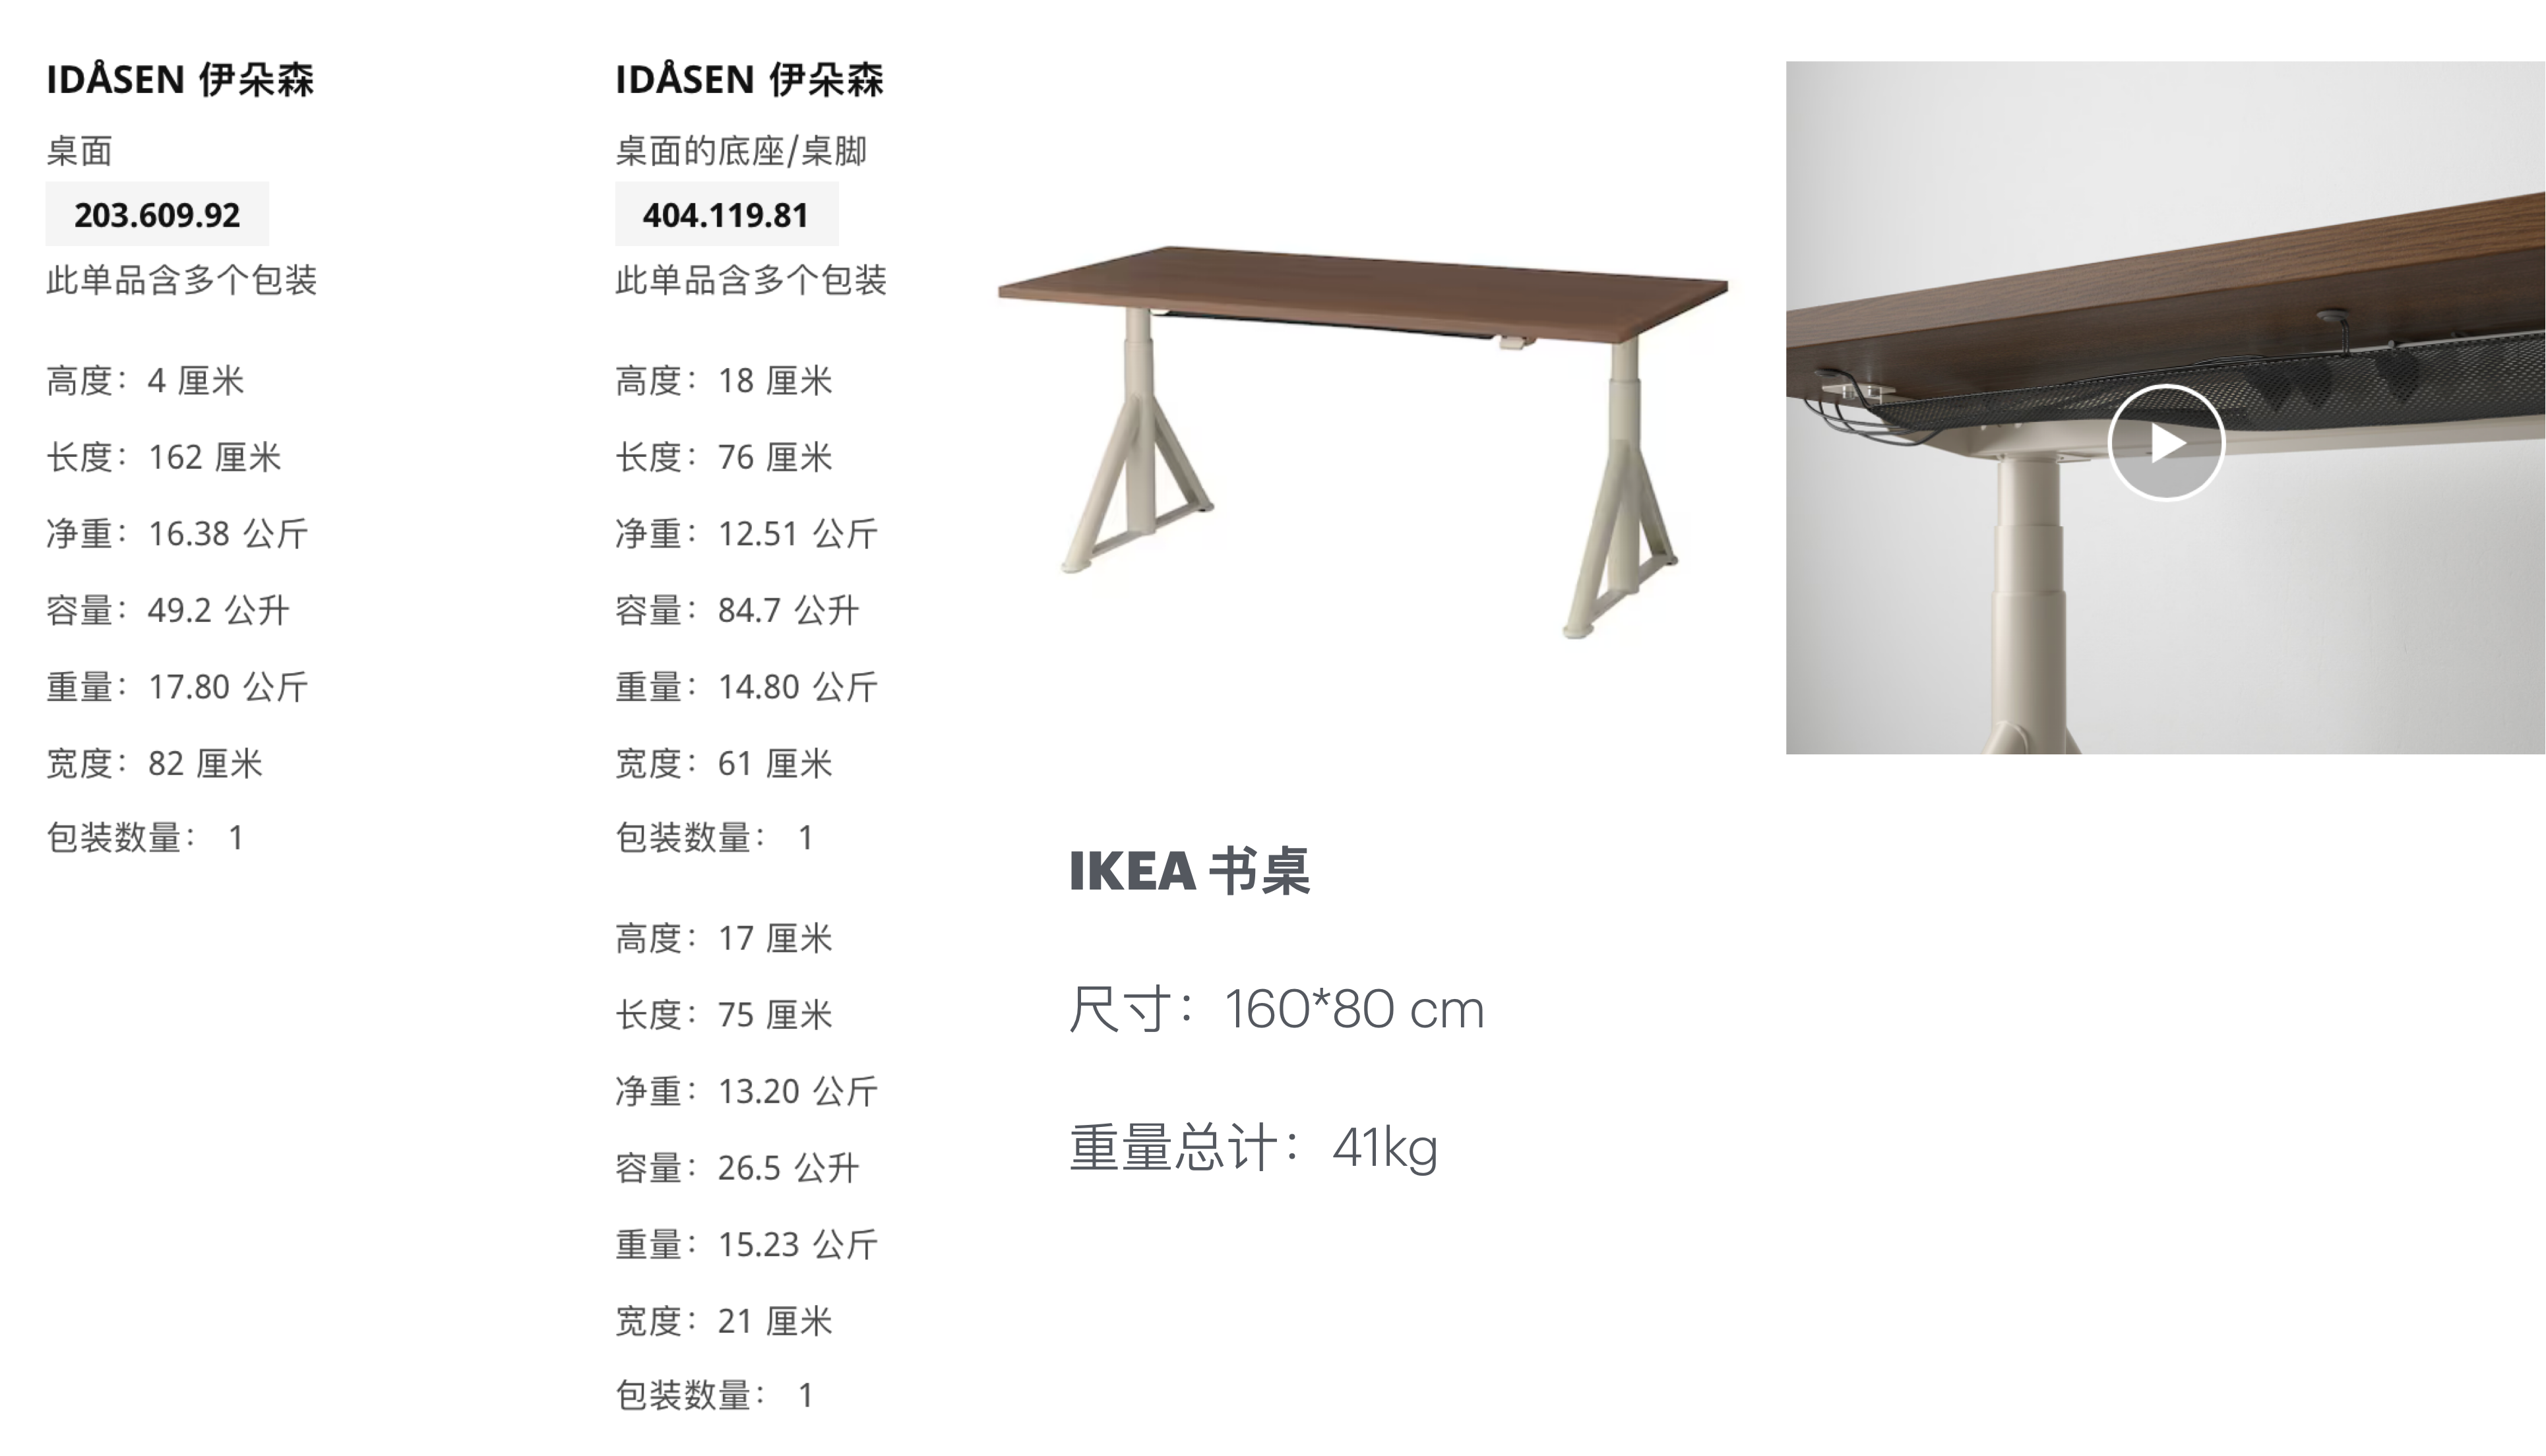 IDÅSEN 伊朵森
桌面
203.609.92
此单品含多个包装
高度：4 厘米
长度：162 厘米
净重：16.38 公斤
容量：49.2 公升
重量：17.80 公斤
宽度：82 厘米
包装数量： 1
IDÅSEN 伊朵森
桌面的底座/桌脚
404.119.81
此单品含多个包装
高度：18 厘米
长度：76 厘米
净重：12.51 公斤
容量：84.7 公升
重量：14.80 公斤
宽度：61 厘米
包装数量： 1
高度：17 厘米
长度：75 厘米
净重：13.20 公斤
容量：26.5 公升
重量：15.23 公斤
宽度：21 厘米
包装数量： 1
IKEA 书桌
尺寸：160*80 cm
重量总计：41kg